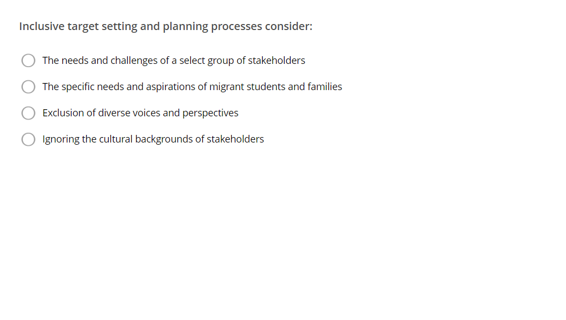 Inclusive target setting and planning processes consider:
The needs and challenges of a select group of stakeholders
The specific needs and aspirations of migrant students and families
Exclusion of diverse voices and perspectives
Ignoring the cultural backgrounds of stakeholders